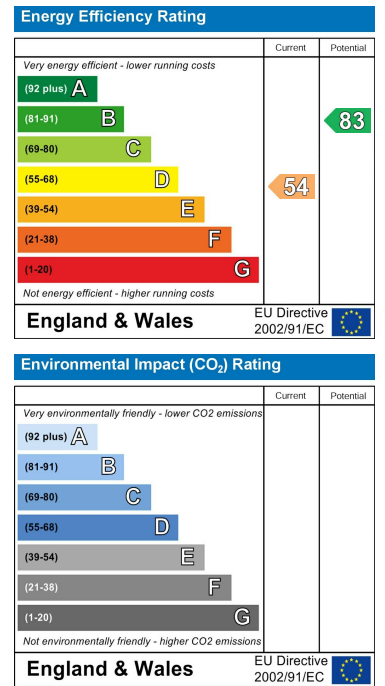 Energy Efficiency Rating
Current Potential
Very energy efficient - lower running costs
(92 plus) A
(81-91) B
83
(69-80) C
(55-68) D
54
(39-54) E
(21-38) F
(1-20) G
Not energy efficient - higher running costs
England & Wales
EU Directive
2002/91/EC
Environmental Impact (CO₂) Rating
Current Potential
Very environmentally friendly - lower CO2 emissions
(92 plus) A
(81-91) B
(69-80) C
(55-68) D
(39-54) E
(21-38) F
(1-20) G
Not environmentally friendly - higher CO2 emissions
England & Wales
EU Directive
2002/91/EC